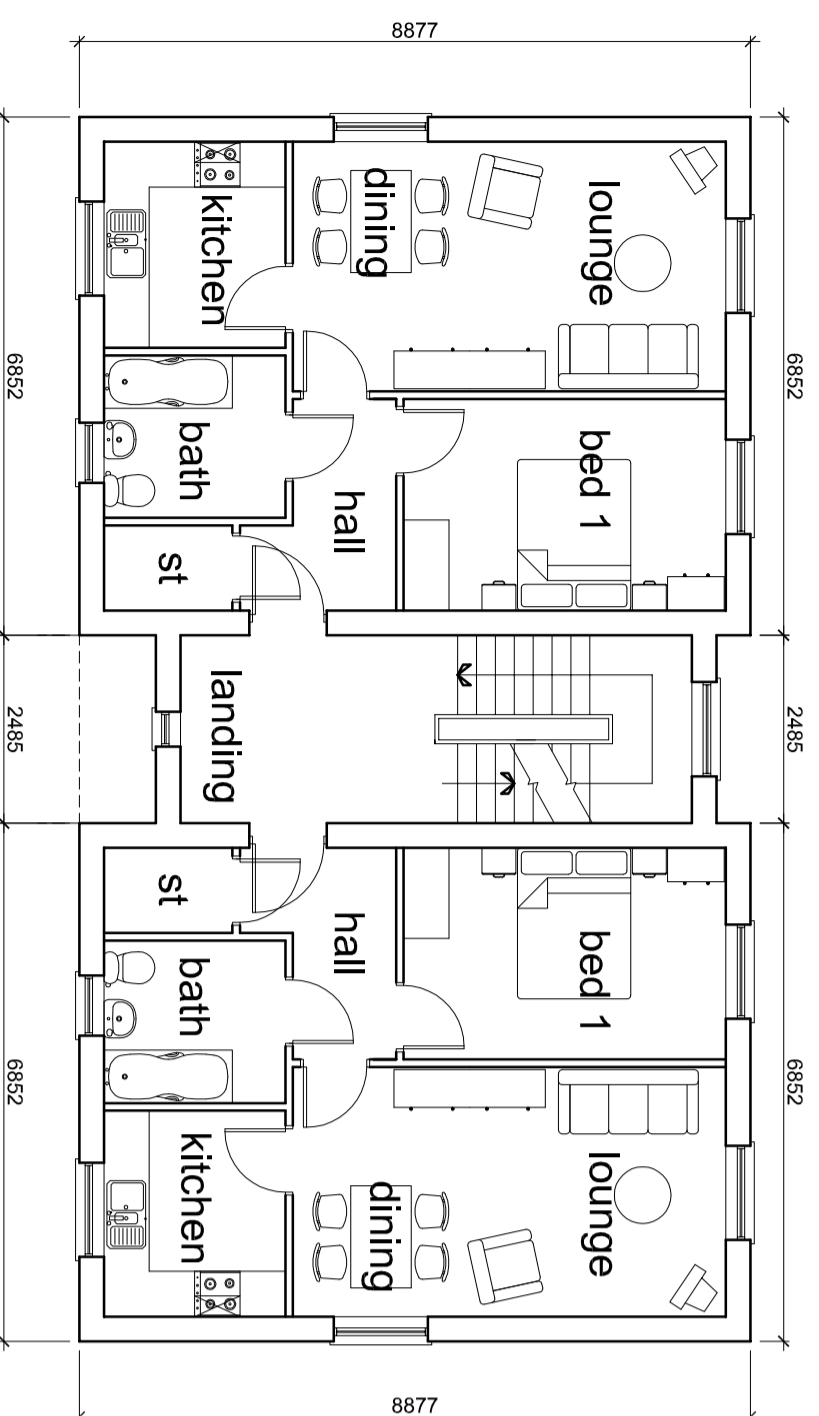 8877
kitchen
dining
lounge
6852
6852
bath
hall
bed 1
st
landing
2485
2485
st
hall
bed 1
bath
6852
6852
kitchen
dining
lounge
8877